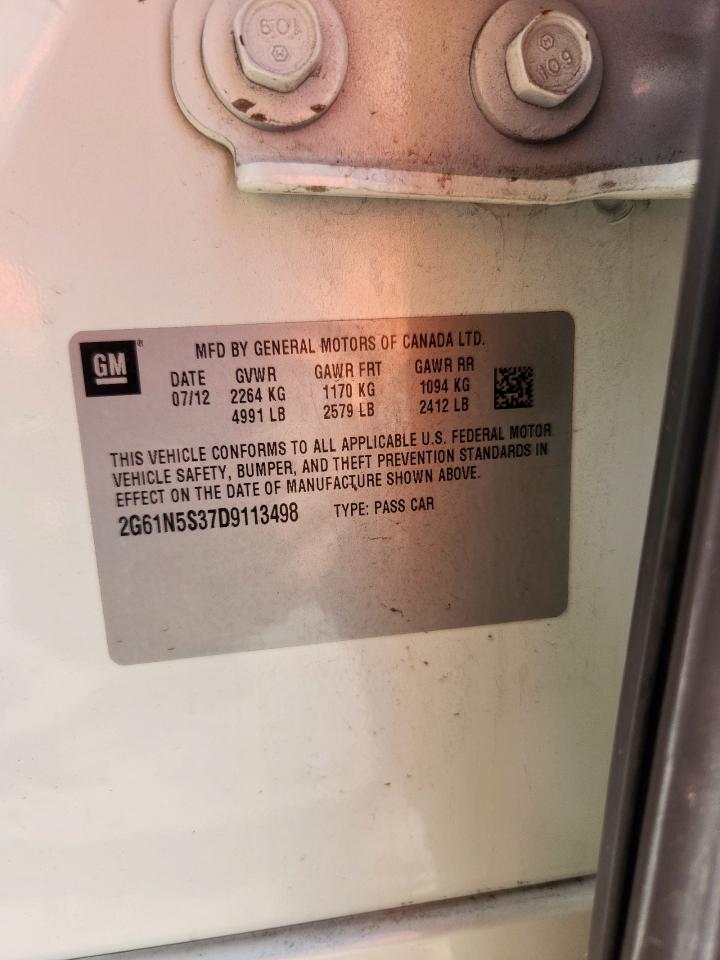 109
109
GM ®
MFD BY GENERAL MOTORS OF CANADA LTD.
DATE GVWR GAWR FRT GAWR RR
07/12 2264 KG 1170 KG 1094 KG
4991 LB 2579 LB 2412 LB
THIS VEHICLE CONFORMS TO ALL APPLICABLE U.S. FEDERAL MOTOR
VEHICLE SAFETY, BUMPER, AND THEFT PREVENTION STANDARDS IN
EFFECT ON THE DATE OF MANUFACTURE SHOWN ABOVE.
2G61N5S37D9113498 TYPE: PASS CAR